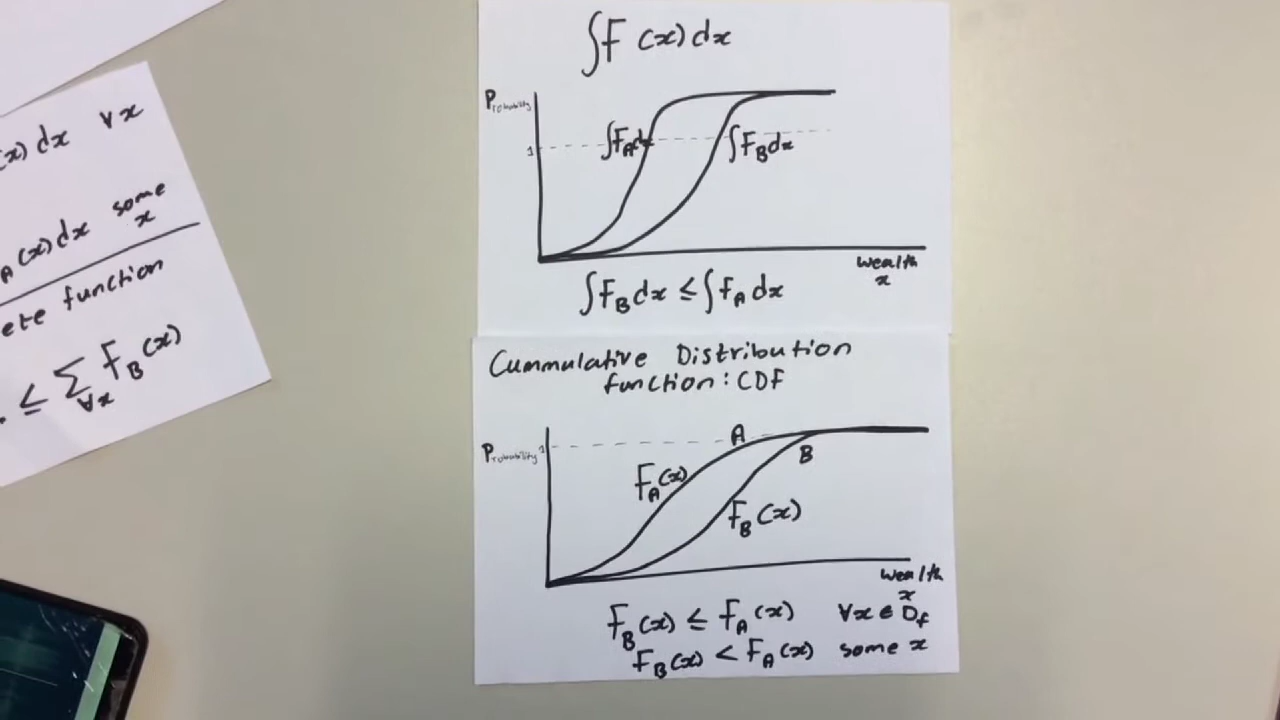 (x) dx ∀x
A(x) dx some
x
ete function
≤ ∑ F_B(x)
∀x
∫F (x) dx
Probability
1
∫F_A dx
∫F_B dx
wealth
x
∫F_B dx ≤ ∫F_A dx
Cummulative Distribution
function: CDF
Probability
1
A
B
F_A(x)
F_B(x)
wealth
x
F_B(x) ≤ F_A(x) ∀x ∈ D_f
F_B(x) < F_A(x) some x